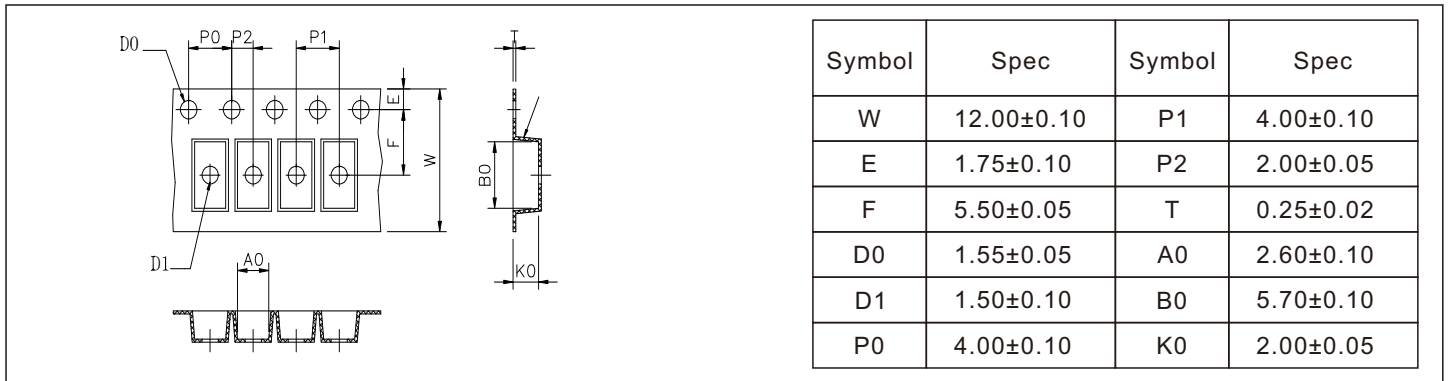 D0 P0 P2 P1
E
F
W
D1
A0
T
B0
K0
Symbol Spec Symbol Spec
W 12.00±0.10 P1 4.00±0.10
E 1.75±0.10 P2 2.00±0.05
F 5.50±0.05 T 0.25±0.02
D0 1.55±0.05 A0 2.60±0.10
D1 1.50±0.10 B0 5.70±0.10
P0 4.00±0.10 K0 2.00±0.05